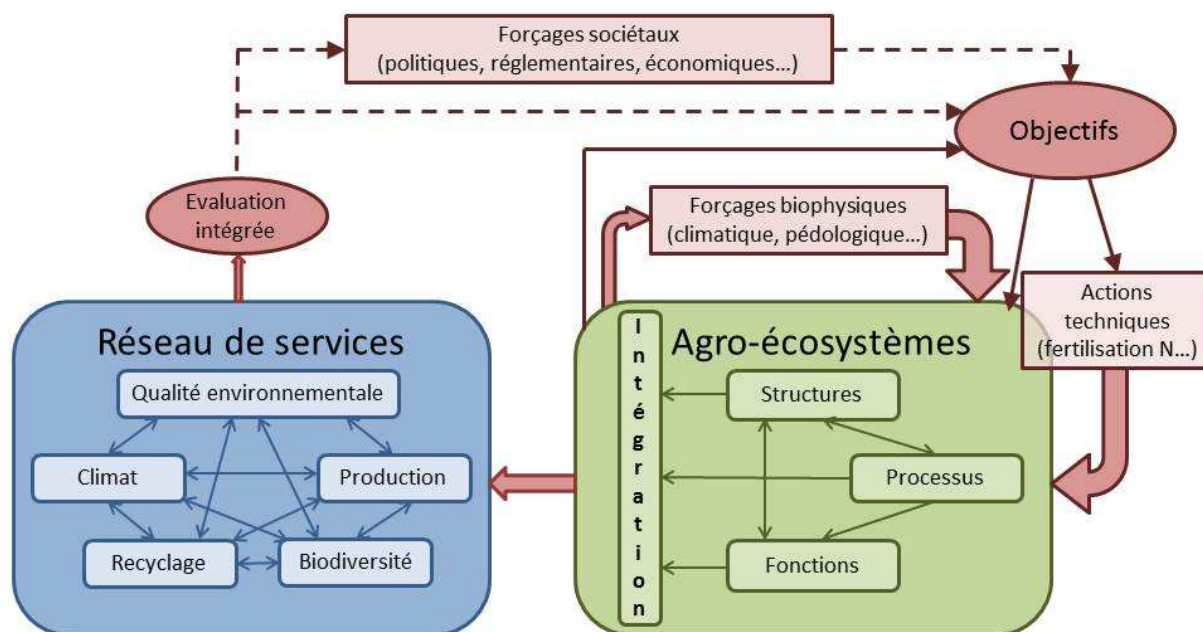 Forçages sociétaux
(politiques, réglementaires, économiques…)
Objectifs
Evaluation
intégrée
Forçages biophysiques
(climatique, pédologique…)
Actions
techniques
(fertilisation N…)
Réseau de services
Qualité environnementale
Climat
Production
Recyclage
Biodiversité
Agro-écosystèmes
Intégration
Structures
Processus
Fonctions